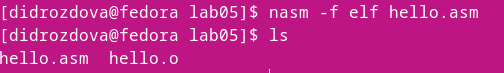 [didrozdova@fedora lab05]$ nasm -f elf hello.asm
[didrozdova@fedora lab05]$ ls
hello.asm  hello.o